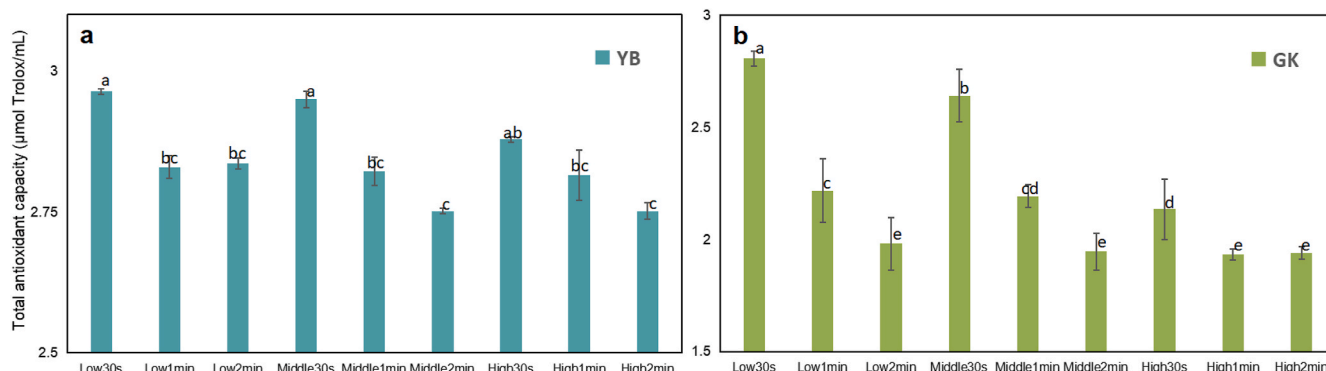 a
YB
Total antioxidant capacity (μmol Trolox/mL)
3
2.75
2.5
a
bc
bc
a
bc
c
ab
bc
c
Low30s Low1min Low2min Middle30s Middle1min Middle2min High30s High1min High2min
b
GK
3
2.5
2
1.5
a
c
e
b
cd
e
d
e
e
Low30s Low1min Low2min Middle30s Middle1min Middle2min High30s High1min High2min